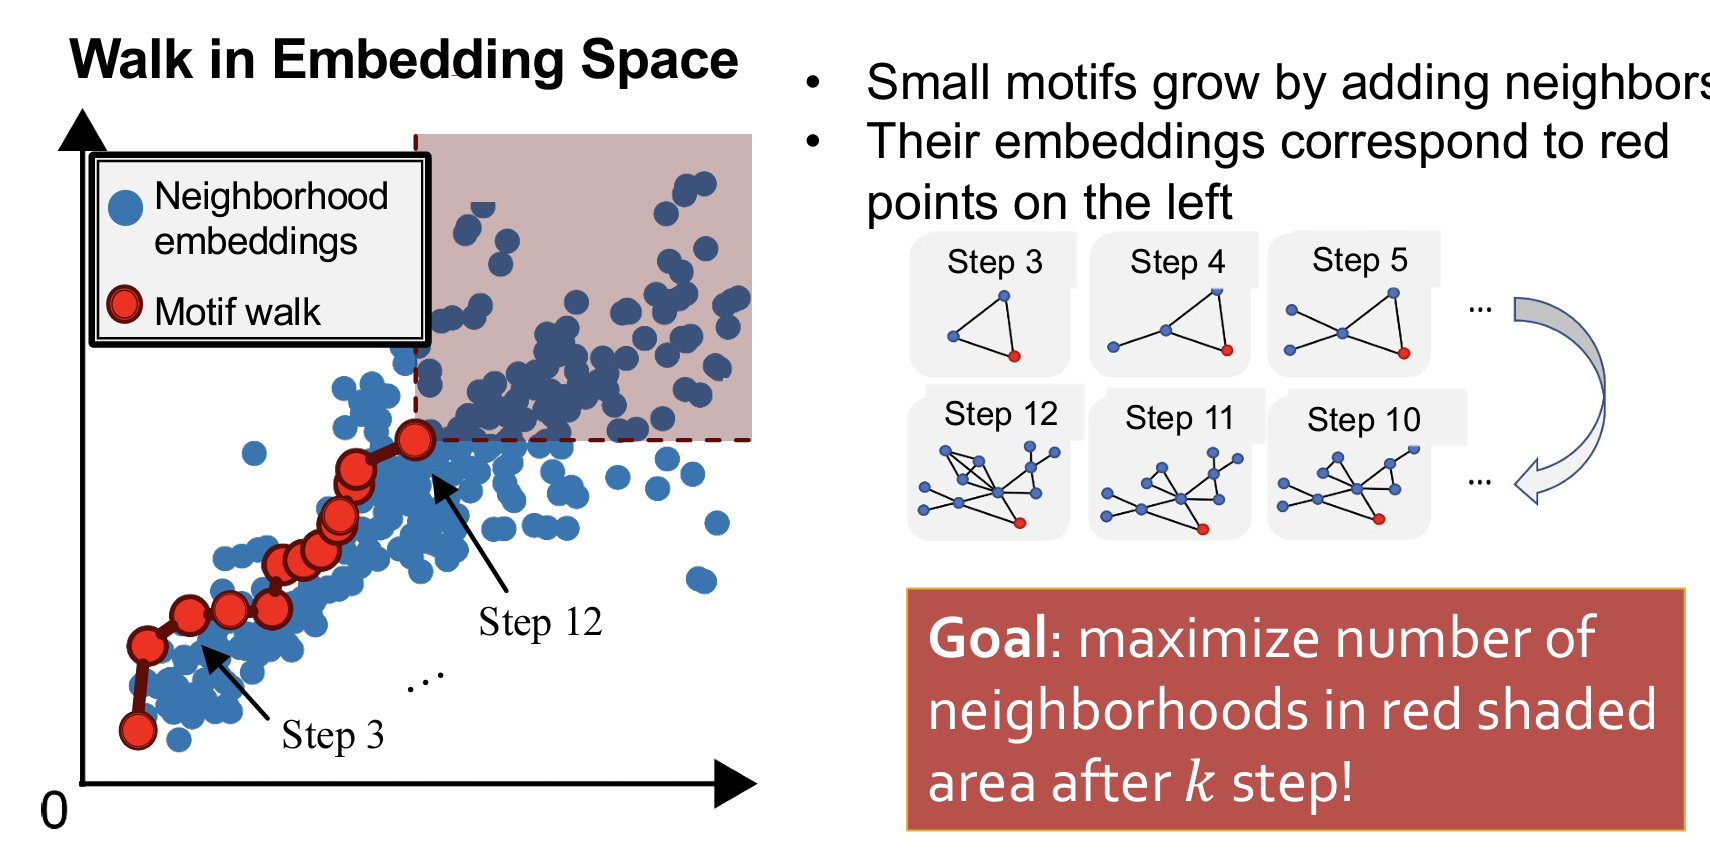 Walk in Embedding Space
Neighborhood
embeddings
Motif walk
Step 12
Step 3
...
0
• Small motifs grow by adding neighbors
• Their embeddings correspond to red
points on the left
Step 3
Step 4
Step 5
...
Step 12
Step 11
Step 10
...
Goal: maximize number of
neighborhoods in red shaded
area after k step!